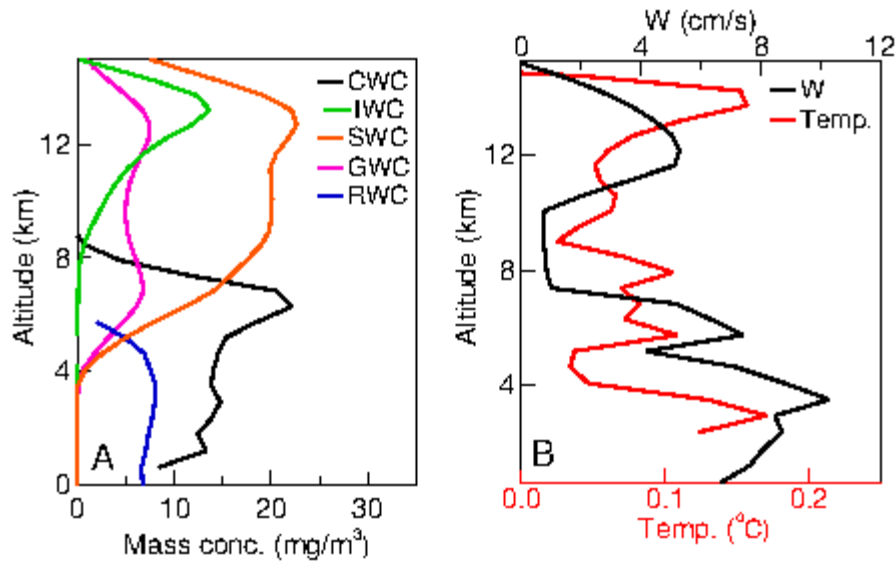 CWC
IWC
SWC
GWC
RWC
12
8
4
0
Altitude (km)
A
0 10 20 30
Mass conc. (mg/m³)
W (cm/s)
0 4 8 12
W
Temp.
12
8
4
Altitude (km)
B
0.0 0.1 0.2
Temp. (°C)